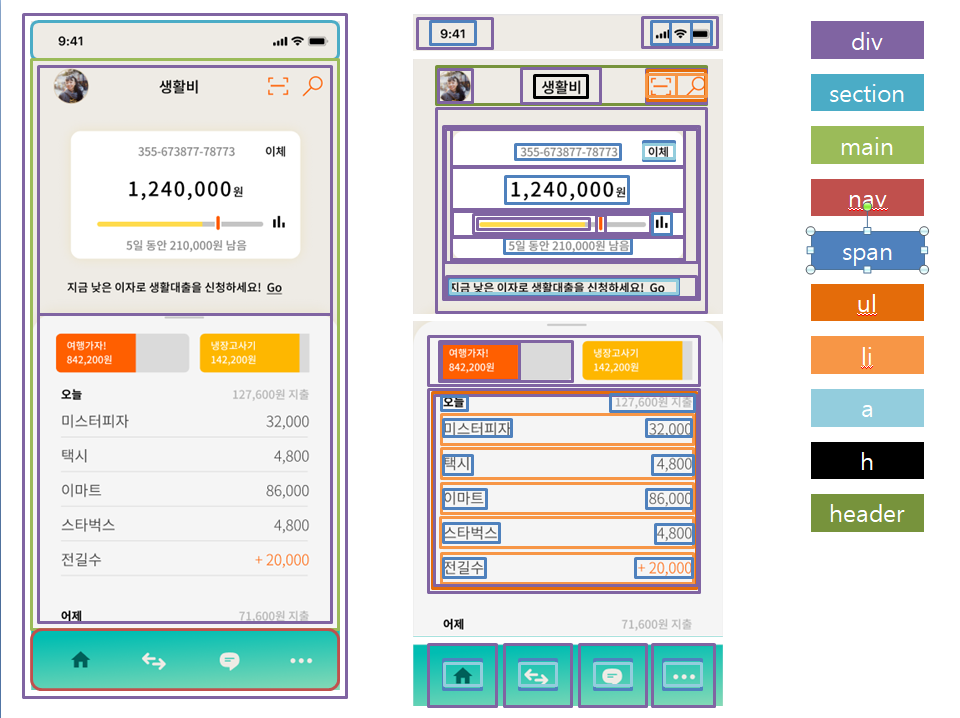 9:41
생활비
355-673877-78773 이체
1,240,000원
5일 동안 210,000원 남음
지금 낮은 이자로 생활대출을 신청하세요! Go
여행가자!
842,200원
냉장고사기
142,200원
오늘 127,600원 지출
미스터피자 32,000
택시 4,800
이마트 86,000
스타벅스 4,800
전길수 + 20,000
어제 71,600원 지출
9:41
생활비
355-673877-78773 이체
1,240,000원
5일 동안 210,000원 남음
지금 낮은 이자로 생활대출을 신청하세요! Go
여행가자!
842,200원
냉장고사기
142,200원
오늘 127,600원 지출
미스터피자 32,000
택시 4,800
이마트 86,000
스타벅스 4,800
전길수 + 20,000
어제 71,600원 지출
div
section
main
nav
span
ul
li
a
h
header